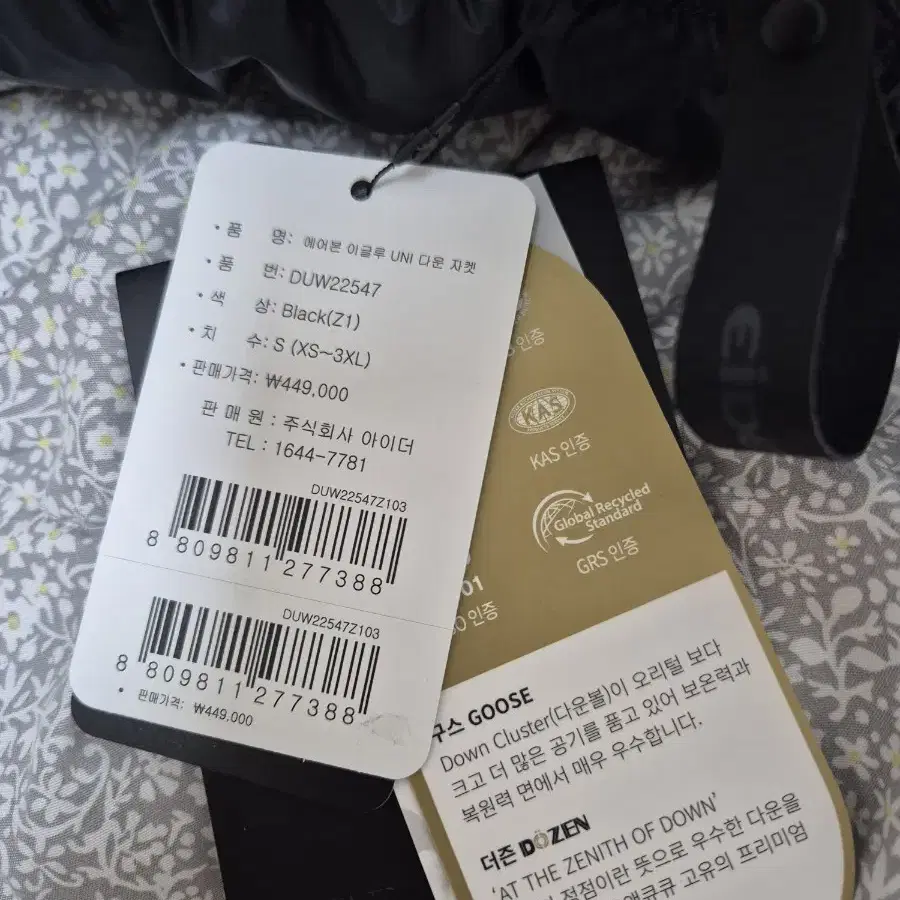 • 품 명: 에어본 이글루 UNI 다운 자켓
• 품 번: DUW22547
• 색 상: Black(Z1)
• 치 수: S (XS~3XL)
• 판매가격: ₩449,000
판 매 원 : 주식회사 아이더
TEL : 1644-7781
DUW22547Z103
8 809811 277388
DUW22547Z103
8 809811 277388
• 판매가격: ₩449,000
인증
KAS
KAS 인증
Global Recycled
Standard
GRS 인증
01
인증
구스 GOOSE
Down Cluster(다운볼)이 오리털 보다
크고 더 많은 공기를 품고 있어 보온력과
복원력 면에서 매우 우수합니다.
더즌 DOZEN
'AT THE ZENITH OF DOWN'
정점이란 뜻으로 우수한 다운을
고유의 프리미엄